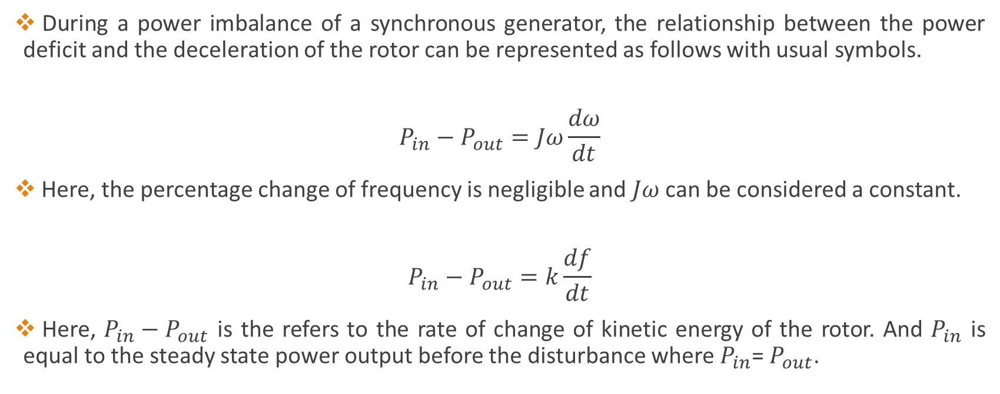 ❖ During a power imbalance of a synchronous generator, the relationship between the power
deficit and the deceleration of the rotor can be represented as follows with usual symbols.
$P_{in} - P_{out} = J\omega \frac{d\omega}{dt}$
❖ Here, the percentage change of frequency is negligible and $J\omega$ can be considered a constant.
$P_{in} - P_{out} = k \frac{df}{dt}$
❖ Here, $P_{in} - P_{out}$ is the refers to the rate of change of kinetic energy of the rotor. And $P_{in}$ is
equal to the steady state power output before the disturbance where $P_{in}$= $P_{out}$.